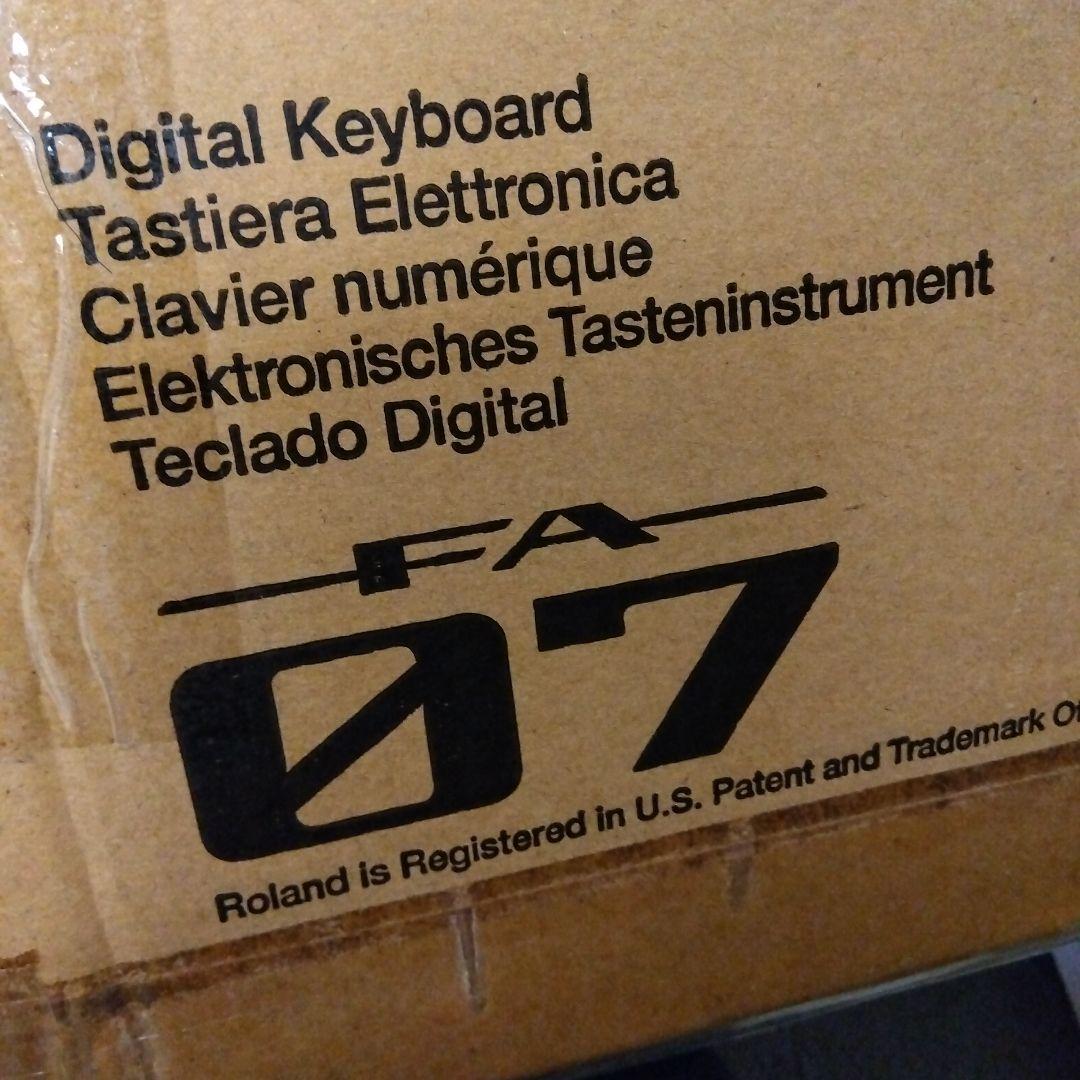 Digital Keyboard
Tastiera Elettronica
Clavier numérique
Elektronisches Tasteninstrument
Teclado Digital
FA
07
Roland is Registered in U.S. Patent and Trademark